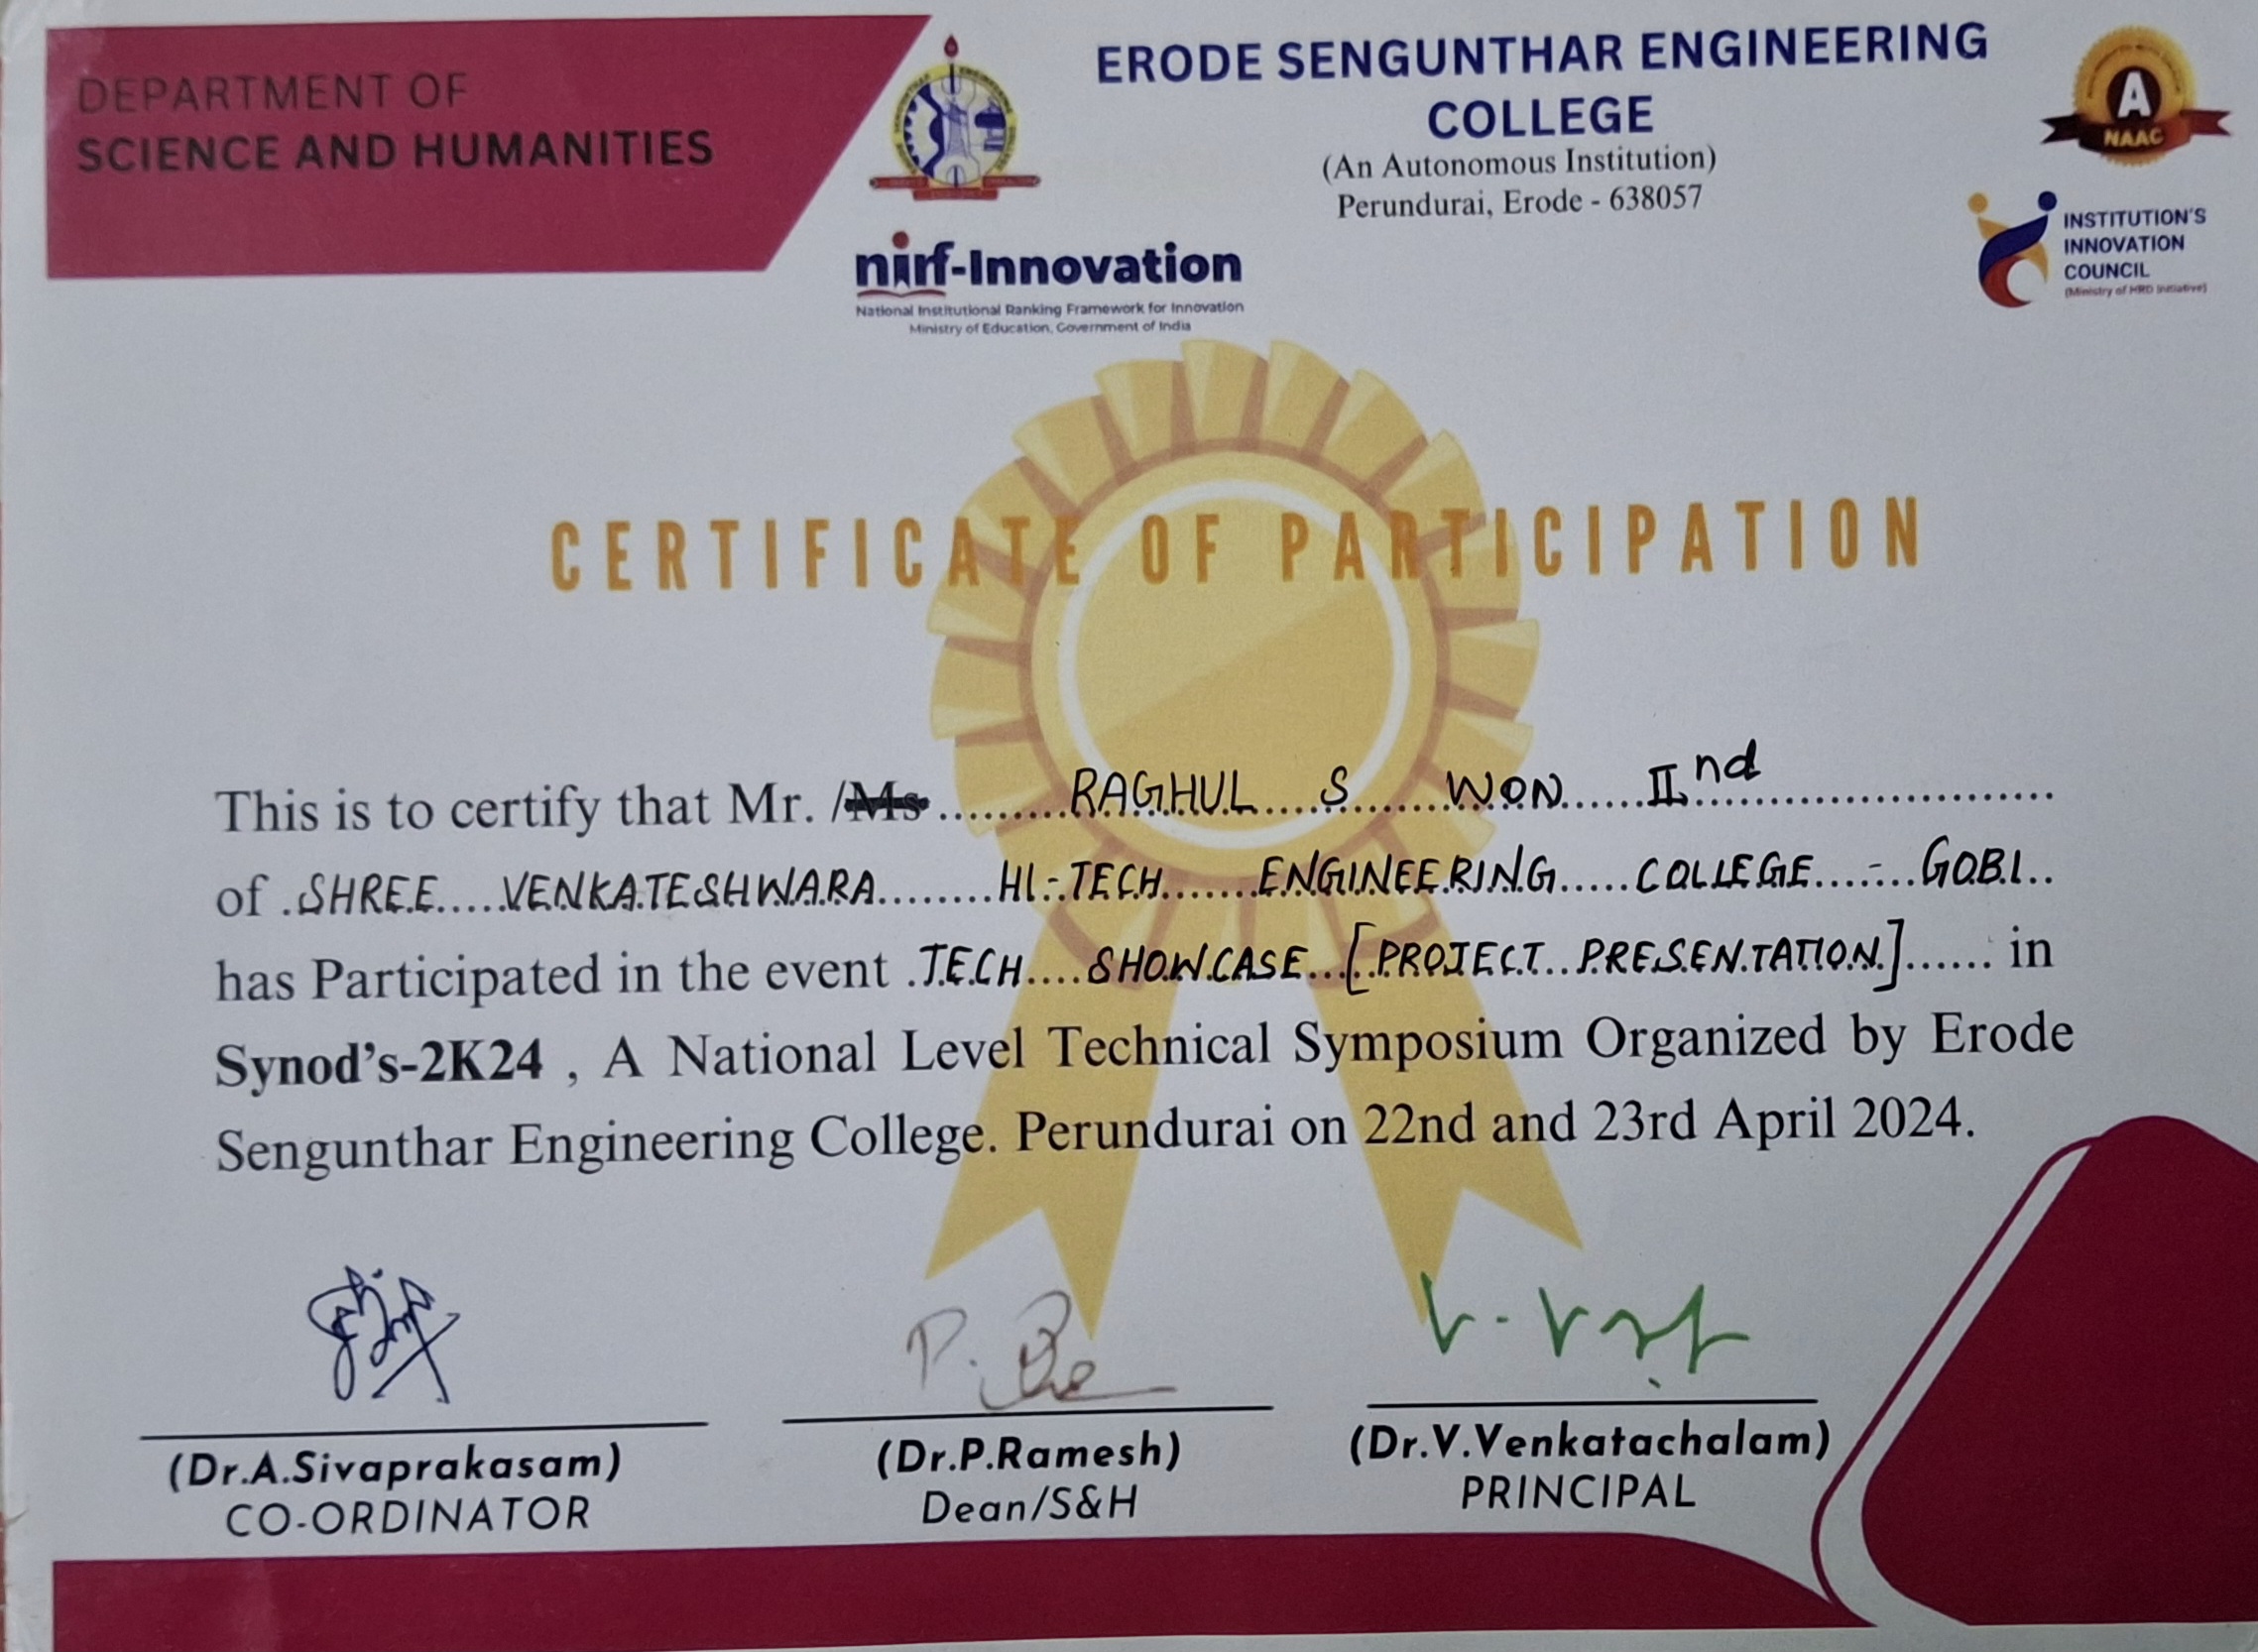 DEPARTMENT OF
SCIENCE AND HUMANITIES
ERODE SENGUNTHAR ENGINEERING
COLLEGE
(An Autonomous Institution)
Perundurai, Erode - 638057
A
NAAC
nirf-Innovation
National Institutional Ranking Framework for Innovation
Ministry of Education, Government of India
INSTITUTION'S
INNOVATION
COUNCIL
(Ministry of HRD Initiative)
CERTIFICATE OF PARTICIPATION
This is to certify that Mr. /Ms ..........RAGHUL....S.......WON......IInd....................
of .SHREE.....VENKATESHWARA........HI-TECH.......ENGINEERING.....COLLEGE....-...GOBI..
has Participated in the event .TECH....SHOWCASE...[PROJECT..PRESENTATION]...... in
Synod's-2K24 , A National Level Technical Symposium Organized by Erode
Sengunthar Engineering College. Perundurai on 22nd and 23rd April 2024.
(Dr.A.Sivaprakasam)
CO-ORDINATOR
(Dr.P.Ramesh)
Dean/S&H
(Dr.V.Venkatachalam)
PRINCIPAL